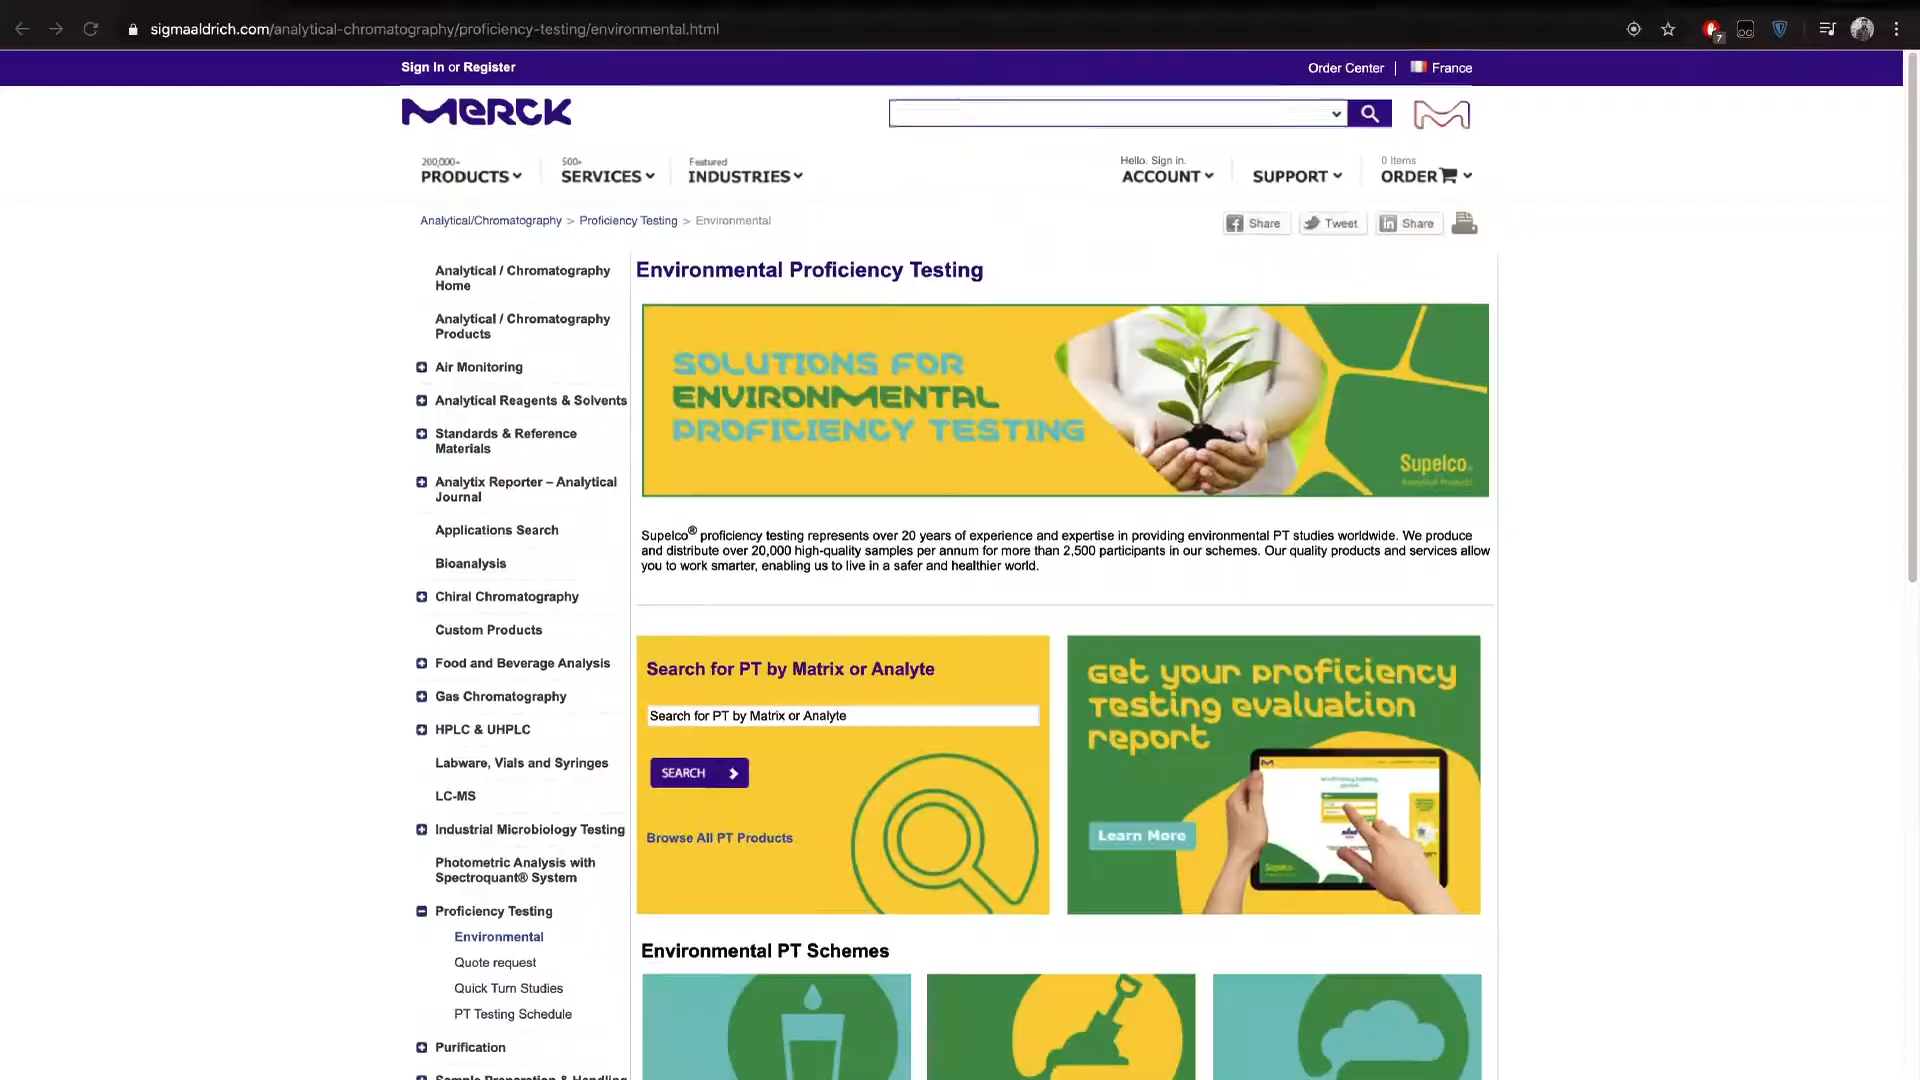 sigmaaldrich.com/analytical-chromatography/proficiency-testing/environmental.html
7
Sign In or Register
Order Center | France
MERCK
200,000+
PRODUCTS
500+
SERVICES
Featured
INDUSTRIES
Hello. Sign in.
ACCOUNT
SUPPORT
0 Items
ORDER
Analytical/Chromatography > Proficiency Testing > Environmental
Share
Tweet
Share
Analytical / Chromatography
Home
Analytical / Chromatography
Products
Air Monitoring
Analytical Reagents & Solvents
Standards & Reference
Materials
Analytix Reporter – Analytical
Journal
Applications Search
Bioanalysis
Chiral Chromatography
Custom Products
Food and Beverage Analysis
Gas Chromatography
HPLC & UHPLC
Labware, Vials and Syringes
LC-MS
Industrial Microbiology Testing
Photometric Analysis with
Spectroquant® System
Proficiency Testing
Environmental
Quote request
Quick Turn Studies
PT Testing Schedule
Purification
Sample Preparation & Handling
Environmental Proficiency Testing
SOLUTIONS FOR
ENVIRONMENTAL
PROFICIENCY TESTING
Supelco®
Analytical Products
Supelco® proficiency testing represents over 20 years of experience and expertise in providing environmental PT studies worldwide. We produce
and distribute over 20,000 high-quality samples per annum for more than 2,500 participants in our schemes. Our quality products and services allow
you to work smarter, enabling us to live in a safer and healthier world.
Search for PT by Matrix or Analyte
Search for PT by Matrix or Analyte
SEARCH
Browse All PT Products
Get your proficiency
testing evaluation
report
Learn More
Environmental PT Schemes